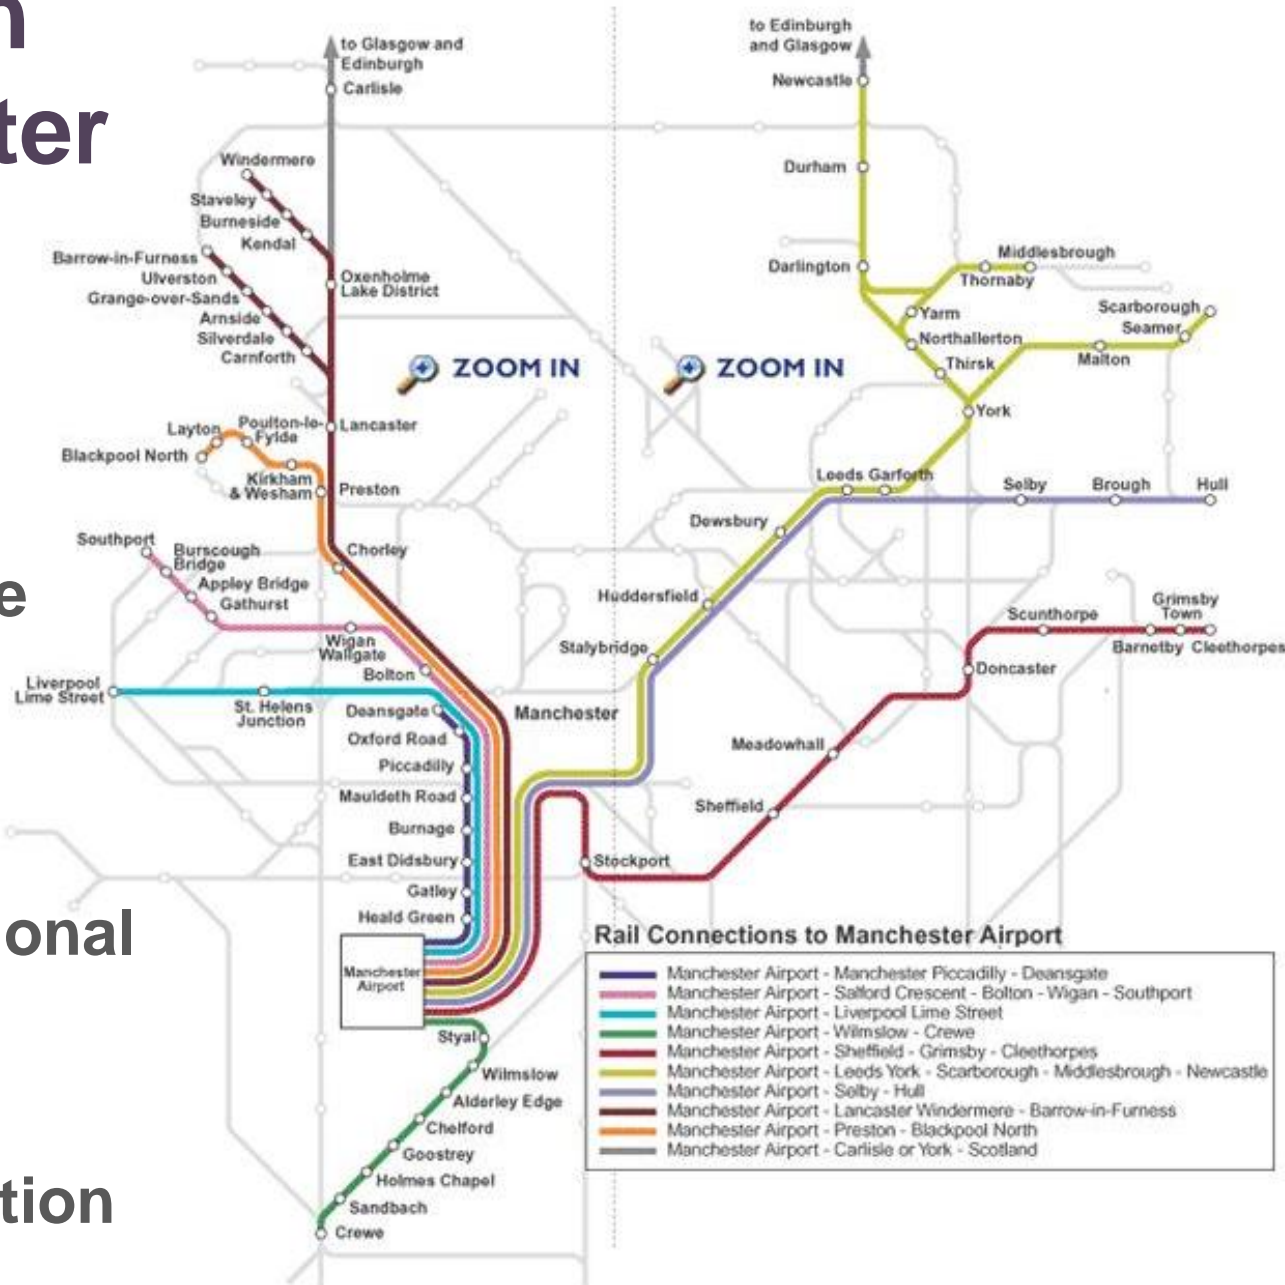 n
ter
e
onal
tion
to Glasgow and
Edinburgh
Carlisle
Windermere
Staveley
Burneside
Kendal
Barrow-in-Furness
Ulverston
Grange-over-Sands
Arnside
Silverdale
Carnforth
Oxenholme
Lake District
ZOOM IN
Layton
Poulton-le-
Fylde
Lancaster
Blackpool North
Kirkham
& Wesham
Preston
Southport
Burscough
Bridge
Appley Bridge
Gathurst
Chorley
Wigan
Wallgate
Bolton
Liverpool
Lime Street
St. Helens
Junction
Deansgate
Oxford Road
Piccadilly
Mauldeth Road
Burnage
East Didsbury
Gatley
Heald Green
Manchester
Airport
Manchester
Styal
Wilmslow
Alderley Edge
Chelford
Goostrey
Holmes Chapel
Sandbach
Crewe
to Edinburgh
and Glasgow
Newcastle
Durham
Darlington
Middlesbrough
Thornaby
Yarm
Scarborough
Seamer
Northallerton
Malton
Thirsk
ZOOM IN
York
Leeds Garforth
Selby
Brough
Hull
Dewsbury
Huddersfield
Stalybridge
Scunthorpe
Grimsby
Town
Barnetby Cleethorpes
Doncaster
Meadowhall
Sheffield
Stockport
Rail Connections to Manchester Airport
Manchester Airport - Manchester Piccadilly - Deansgate
Manchester Airport - Salford Crescent - Bolton - Wigan - Southport
Manchester Airport - Liverpool Lime Street
Manchester Airport - Wilmslow - Crewe
Manchester Airport - Sheffield - Grimsby - Cleethorpes
Manchester Airport - Leeds York - Scarborough - Middlesbrough - Newcastle
Manchester Airport - Selby - Hull
Manchester Airport - Lancaster Windermere - Barrow-in-Furness
Manchester Airport - Preston - Blackpool North
Manchester Airport - Carlisle or York - Scotland